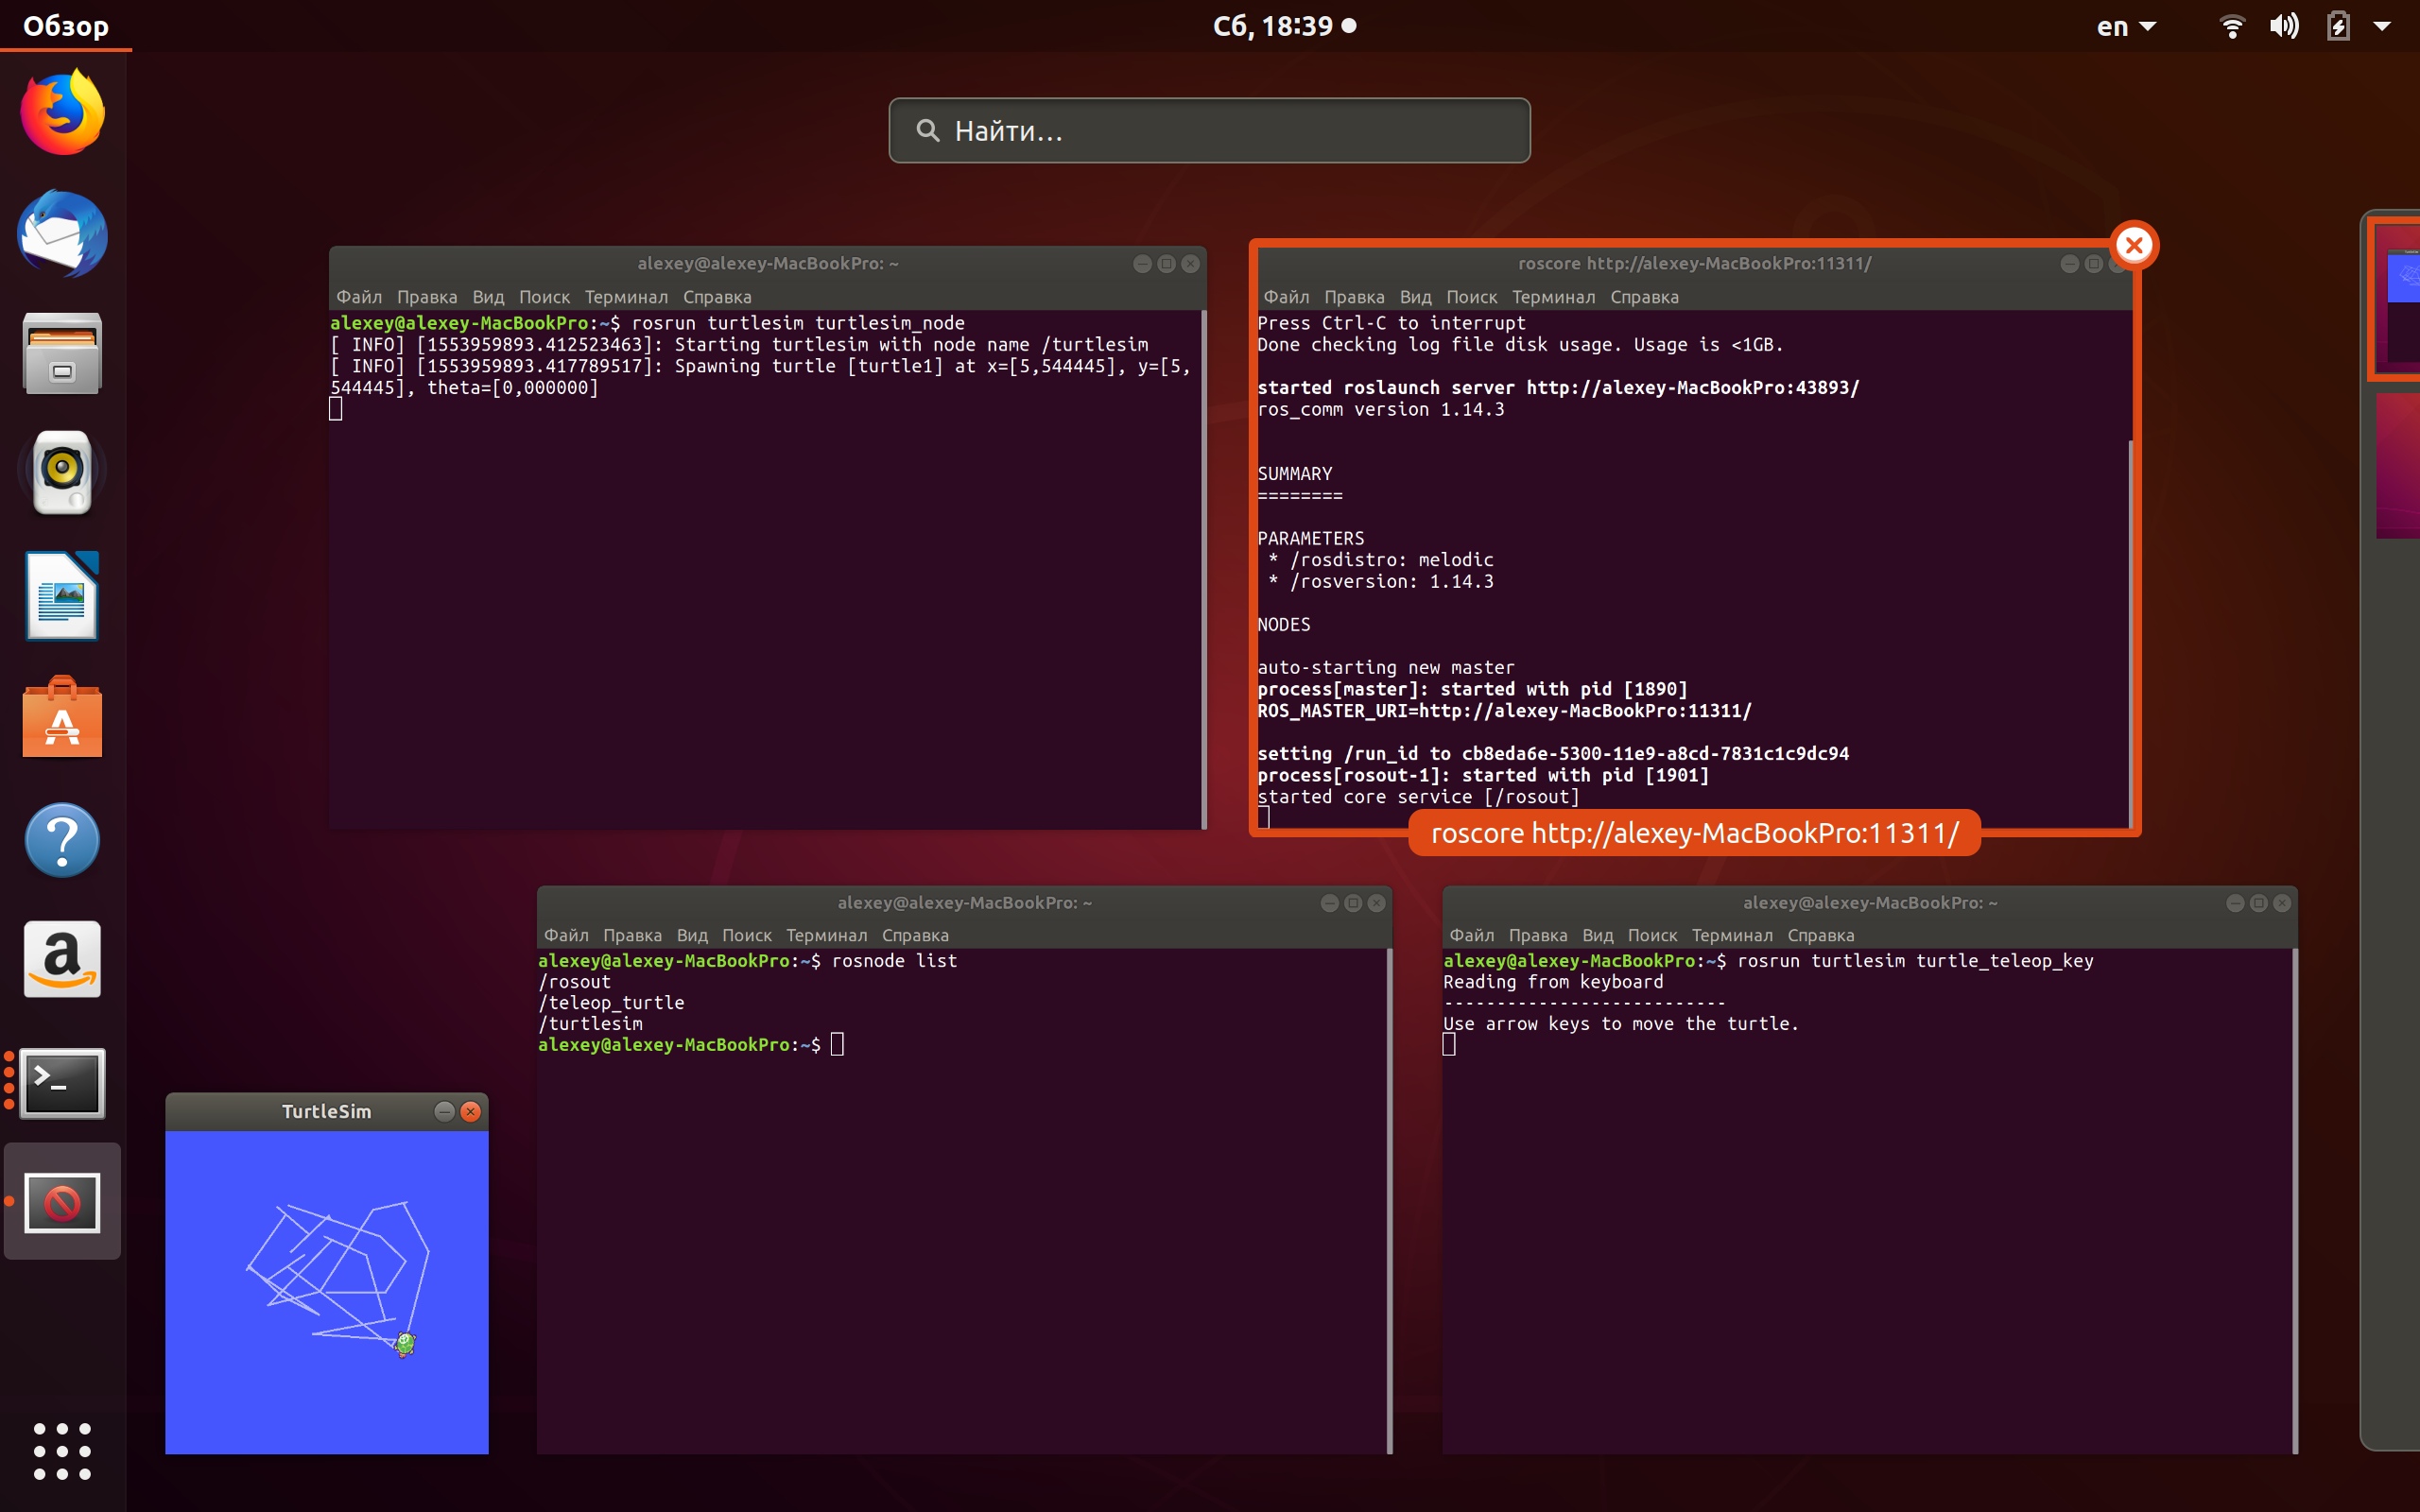 Обзор
Сб, 18:39
en
Найти…
alexey@alexey-MacBookPro: ~
Файл Правка Вид Поиск Терминал Справка
alexey@alexey-MacBookPro:~$ rosrun turtlesim turtlesim_node
[ INFO] [1553959893.412523463]: Starting turtlesim with node name /turtlesim
[ INFO] [1553959893.417789517]: Spawning turtle [turtle1] at x=[5,544445], y=[5,
544445], theta=[0,000000]
roscore http://alexey-MacBookPro:11311/
Файл Правка Вид Поиск Терминал Справка
Press Ctrl-C to interrupt
Done checking log file disk usage. Usage is <1GB.
started roslaunch server http://alexey-MacBookPro:43893/
ros_comm version 1.14.3
SUMMARY
========
PARAMETERS
* /rosdistro: melodic
* /rosversion: 1.14.3
NODES
auto-starting new master
process[master]: started with pid [1890]
ROS_MASTER_URI=http://alexey-MacBookPro:11311/
setting /run_id to cb8eda6e-5300-11e9-a8cd-7831c1c9dc94
process[rosout-1]: started with pid [1901]
started core service [/rosout]
roscore http://alexey-MacBookPro:11311/
TurtleSim
alexey@alexey-MacBookPro: ~
Файл Правка Вид Поиск Терминал Справка
alexey@alexey-MacBookPro:~$ rosnode list
/rosout
/teleop_turtle
/turtlesim
alexey@alexey-MacBookPro:~$
alexey@alexey-MacBookPro: ~
Файл Правка Вид Поиск Терминал Справка
alexey@alexey-MacBookPro:~$ rosrun turtlesim turtle_teleop_key
Reading from keyboard
---------------------------
Use arrow keys to move the turtle.